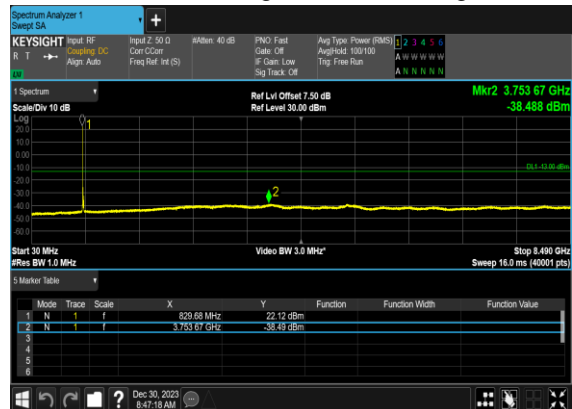 Spectrum Analyzer 1
Swept SA
+
KEYSIGHT Input: RF Input Z: 50 Ω #Atten: 40 dB PNO: Fast Avg Type: Power (RMS) 1 2 3 4 5 6
R T Coupling: DC Corr CCorr Gate: Off Avg|Hold: 100/100 A W W W W W
Align: Auto Freq Ref: Int (S) IF Gain: Low Trig: Free Run
LW Sig Track: Off A N N N N N
1 Spectrum Ref Lvl Offset 7.50 dB Mkr2 3.753 67 GHz
Scale/Div 10 dB Ref Level 30.00 dBm -38.488 dBm
Log
20.0
10.0
0.00
-10.0
-20.0
-30.0
-40.0
-50.0
-60.0
1
DL1 -13.00 dBm
2
Start 30 MHz Video BW 3.0 MHz* Stop 8.490 GHz
#Res BW 1.0 MHz Sweep 16.0 ms (40001 pts)
5 Marker Table
Mode Trace Scale X Y Function Function Width Function Value
1 N 1 f 829.68 MHz 22.12 dBm
2 N 1 f 3.753 67 GHz -38.49 dBm
3
4
5
6
? Dec 30, 2023
8:47:18 AM